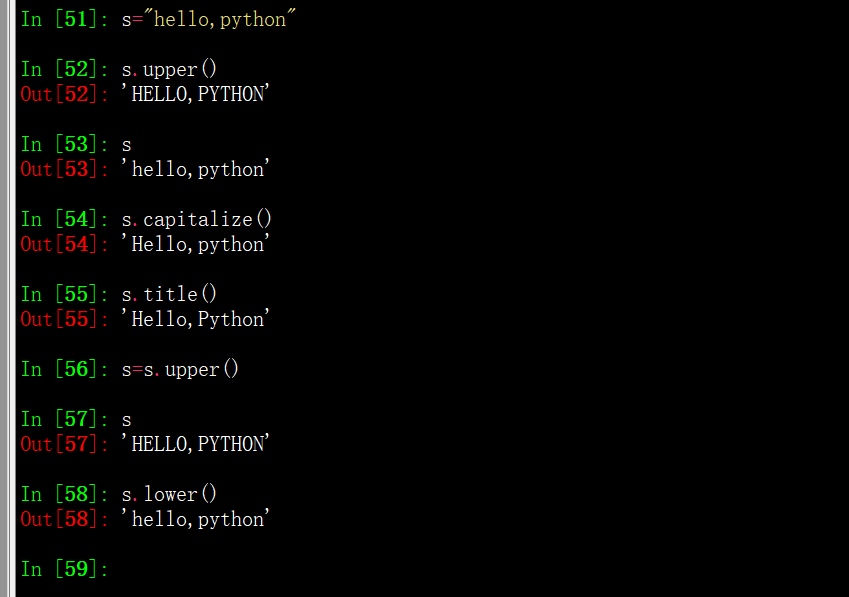 In [51]: s="hello,python"
In [52]: s.upper()
Out[52]: 'HELLO,PYTHON'
In [53]: s
Out[53]: 'hello,python'
In [54]: s.capitalize()
Out[54]: 'Hello,python'
In [55]: s.title()
Out[55]: 'Hello,Python'
In [56]: s=s.upper()
In [57]: s
Out[57]: 'HELLO,PYTHON'
In [58]: s.lower()
Out[58]: 'hello,python'
In [59]: